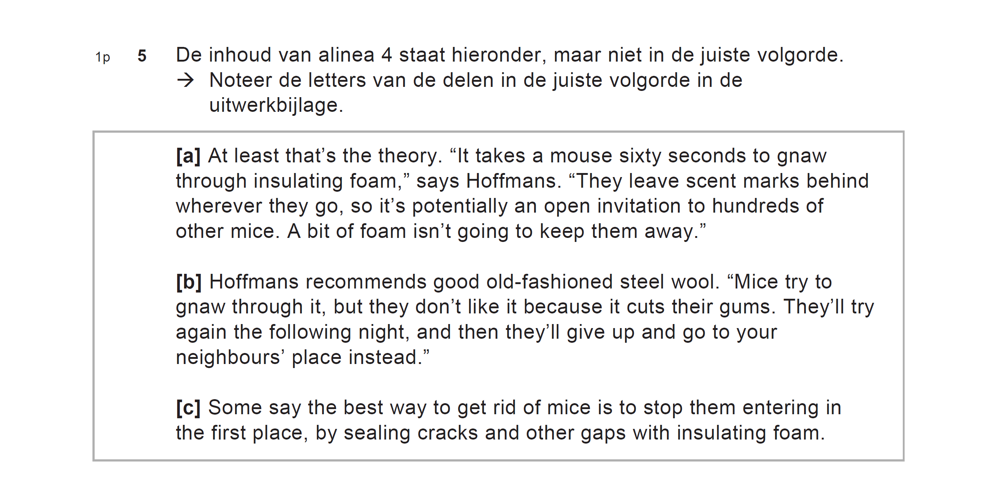 1p 5 De inhoud van alinea 4 staat hieronder, maar niet in de juiste volgorde.
→ Noteer de letters van de delen in de juiste volgorde in de
uitwerkbijlage.
[a] At least that’s the theory. “It takes a mouse sixty seconds to gnaw
through insulating foam,” says Hoffmans. “They leave scent marks behind
wherever they go, so it’s potentially an open invitation to hundreds of
other mice. A bit of foam isn’t going to keep them away.”
[b] Hoffmans recommends good old-fashioned steel wool. “Mice try to
gnaw through it, but they don’t like it because it cuts their gums. They’ll try
again the following night, and then they’ll give up and go to your
neighbours’ place instead.”
[c] Some say the best way to get rid of mice is to stop them entering in
the first place, by sealing cracks and other gaps with insulating foam.